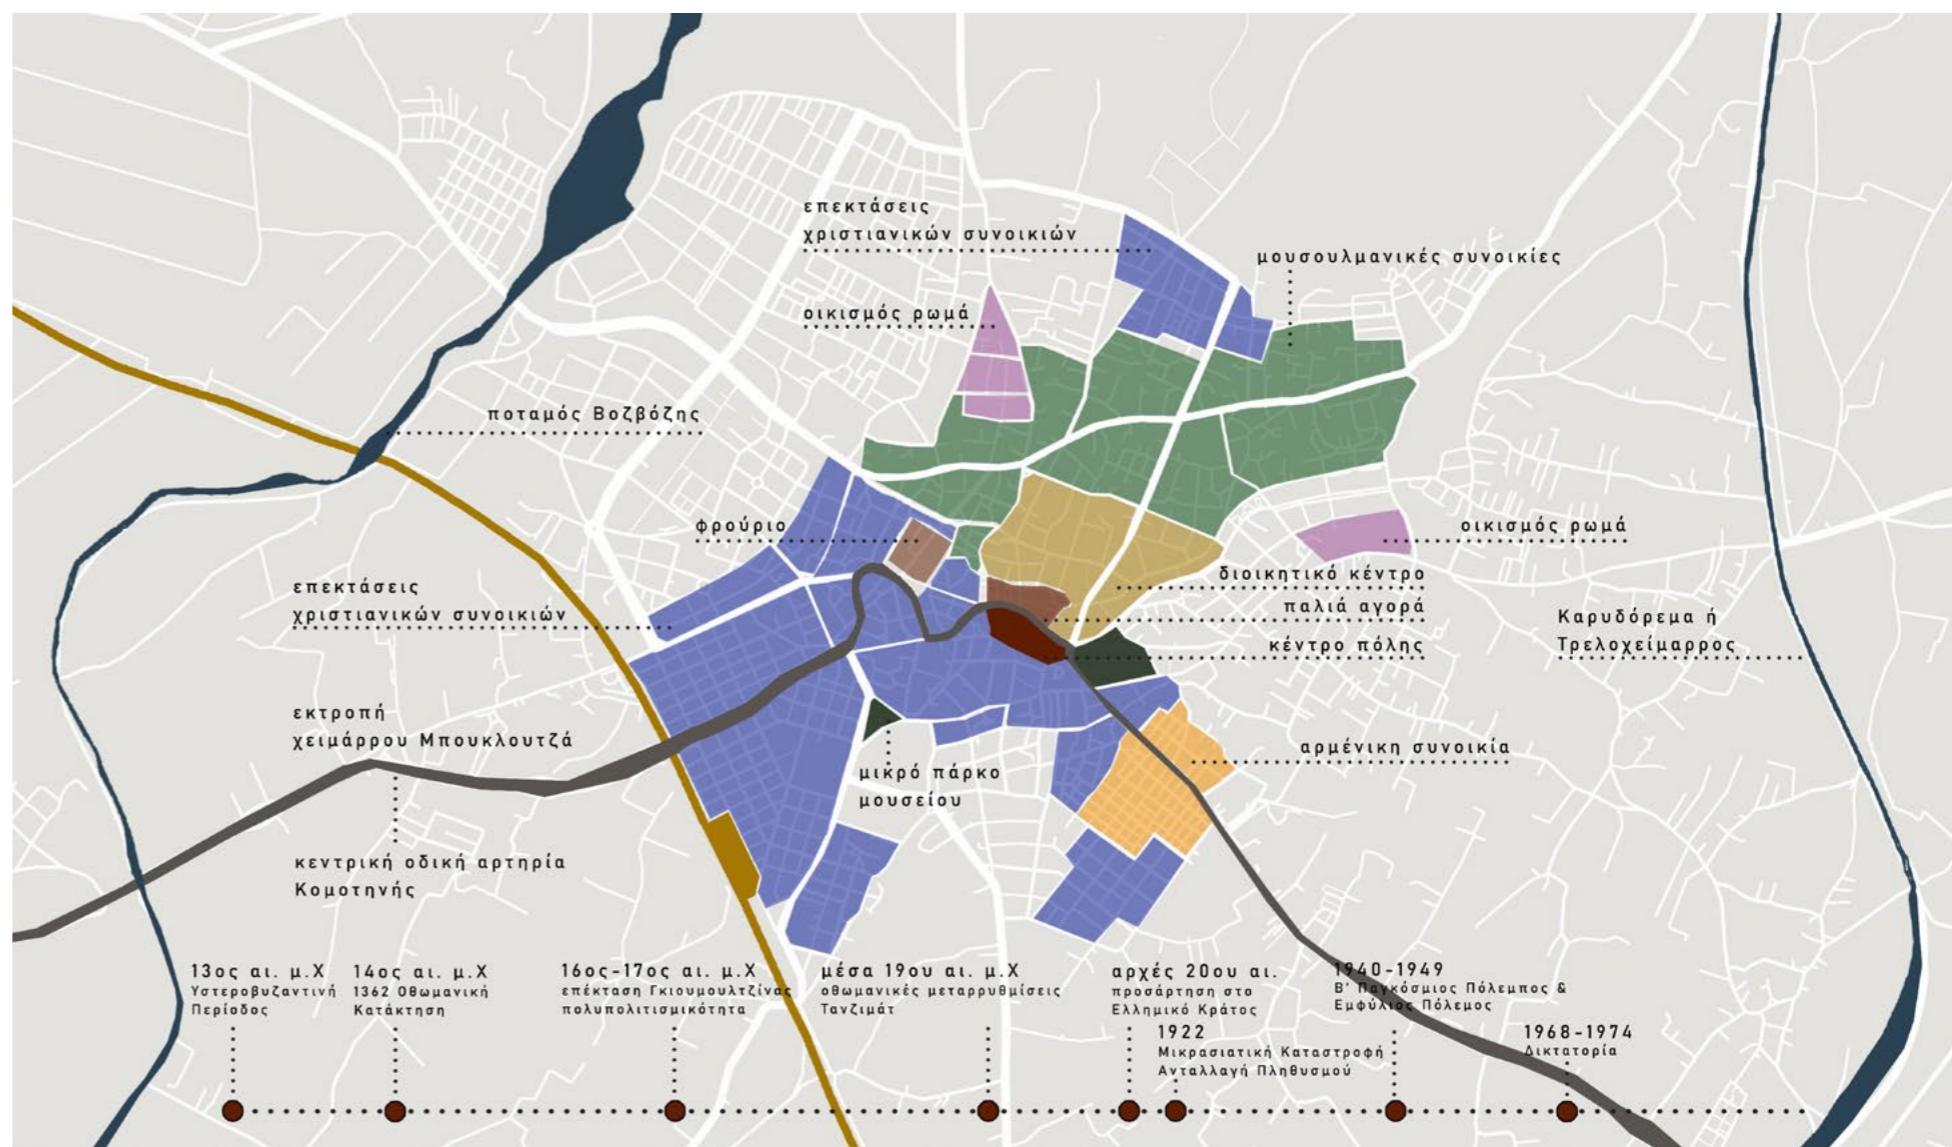 επεκτάσεις
χριστιανικών συνοικιών
μουσουλμανικές συνοικίες
οικισμός ρωμά
ποταμός Βοζβόζης
φρούριο
οικισμός ρωμά
διοικητικό κέντρο
παλιά αγορά
κέντρο πόλης
επεκτάσεις
χριστιανικών συνοικιών
Καρυδόρεμα ή
Τρελοχείμαρρος
εκτροπή
χειμάρρου Μπουκλουτζά
αρμένικη συνοικία
μικρό πάρκο
μουσείου
κεντρική οδική αρτηρία
Κομοτηνής
13ος αι. μ.Χ
Υστεροβυζαντινή
Περίοδος
14ος αι. μ.Χ
1362 Οθωμανική
Κατάκτηση
16ος-17ος αι. μ.Χ
επέκταση Γκιουμουλτζίνας
πολυπολιτισμικότητα
μέσα 19ου αι. μ.Χ
οθωμανικές μεταρρυθμίσεις
Τανζιμάτ
αρχές 20ου αι.
προσάρτηση στο
Ελλημικό Κράτος
1922
Μικρασιατική Καταστροφή
Ανταλλαγή Πληθυσμού
1940-1949
Β' Παγκόσμιος Πόλεμπος &
Εμφύλιος Πόλεμος
1968-1974
Δικτατορία